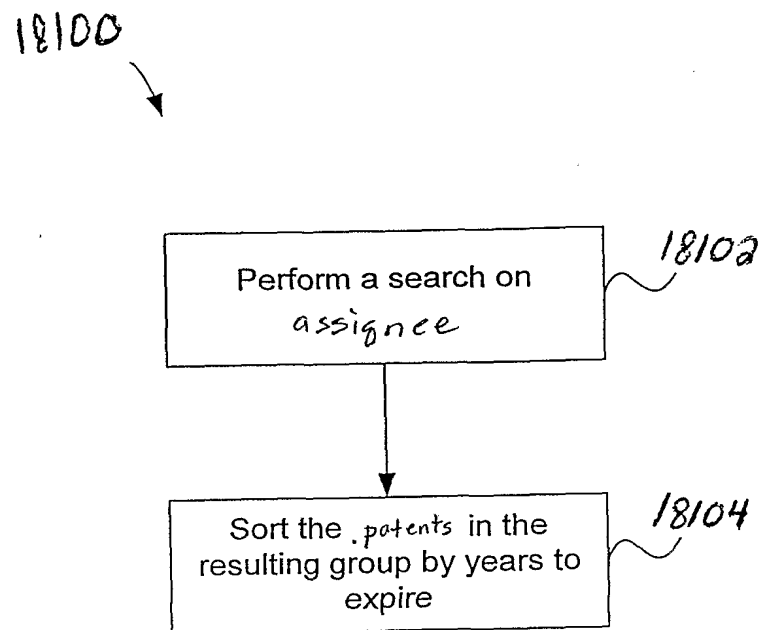 18100
Perform a search on
assignee
18102
Sort the patents in the
resulting group by years to
expire
18104